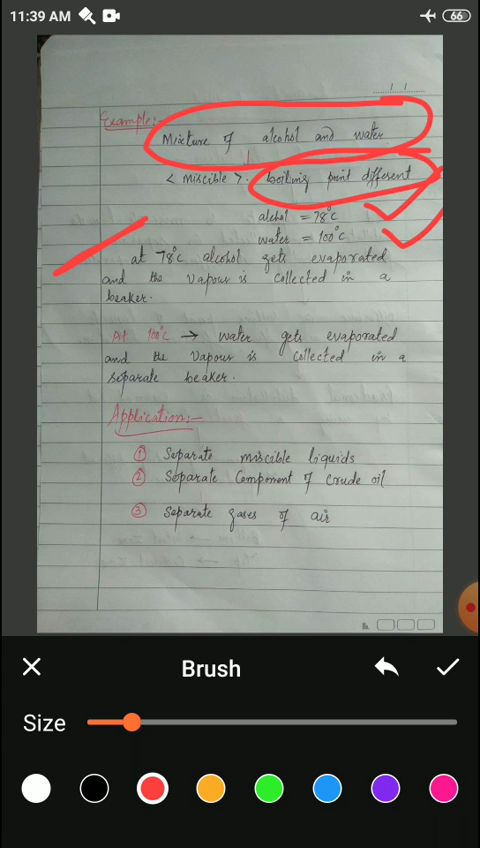 11:39 AM 66
Example:-
Mixture of alcohol and water
< Miscible >. boiling point different
alchol = 78°C
water = 100°C
at 78°C alcohol gets evaporated
and the Vapour is Collected in a
beaker.
At 100°C → water gets evaporated
and the Vapour is Collected in a
separate beaker.
Application:-
① Separate miscible liquids
② Separate Component of Crude oil
③ Separate gases of air
Brush
Size